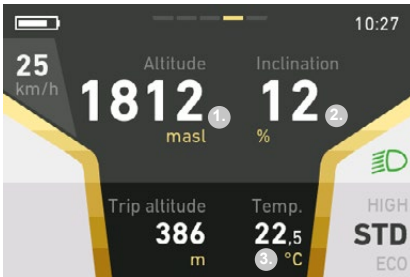 10:27
25
km/h
Altitude
1812
1.
masl
Inclination
12
2.
%
Trip altitude
386
m
Temp.
22,5
3.
°C
HIGH
STD
ECO